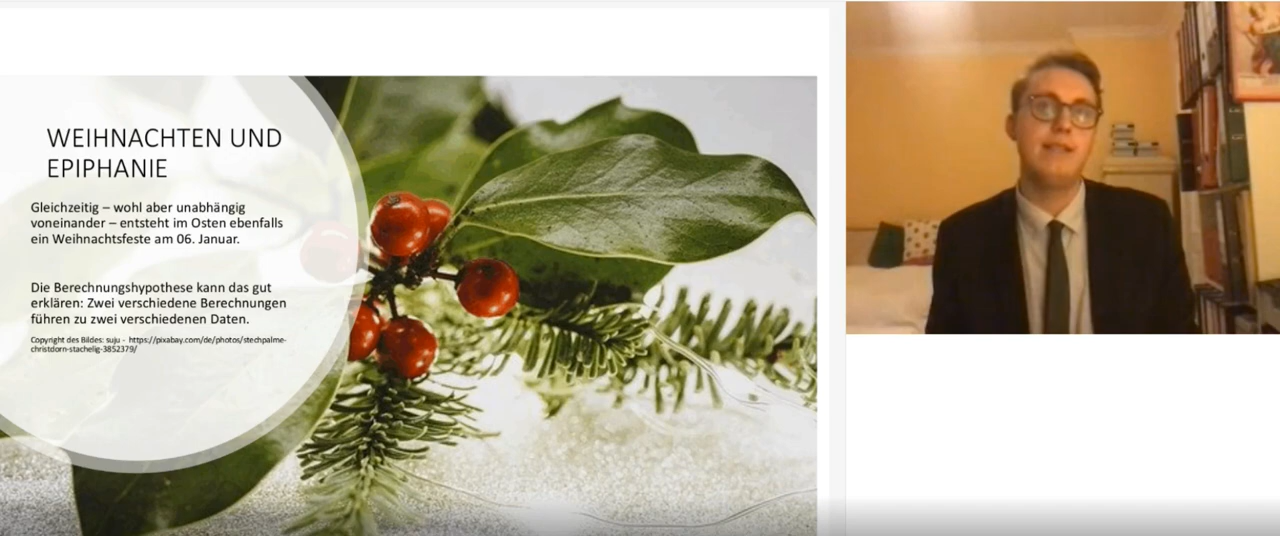 WEIHNACHTEN UND
EPIPHANIE
Gleichzeitig – wohl aber unabhängig
voneinander – entsteht im Osten ebenfalls
ein Weihnachtsfeste am 06. Januar.
Die Berechnungshypothese kann das gut
erklären: Zwei verschiedene Berechnungen
führen zu zwei verschiedenen Daten.
Copyright des Bildes: suju - https://pixabay.com/de/photos/stechpalme-
christdorn-stachelig-3852379/